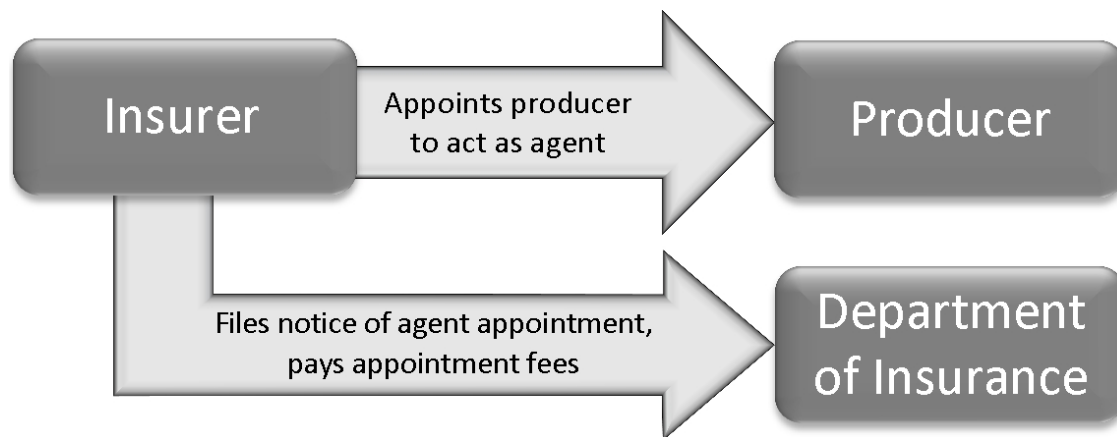 Insurer
Appoints producer
to act as agent
Producer
Files notice of agent appointment,
pays appointment fees
Department
of Insurance